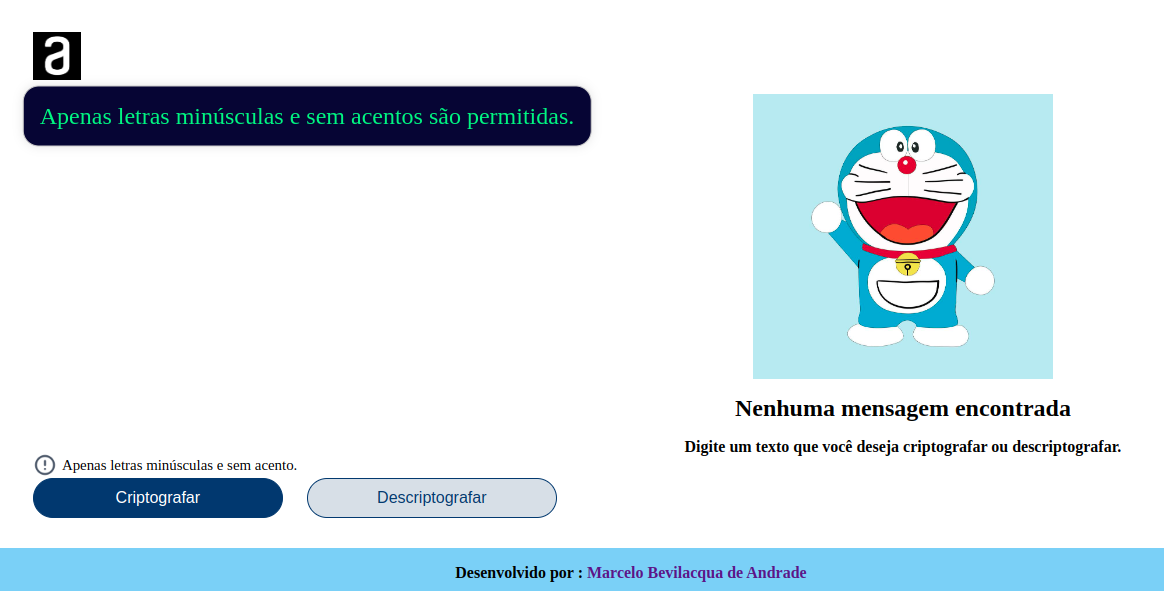 a
Apenas letras minúsculas e sem acentos são permitidas.
Nenhuma mensagem encontrada
Digite um texto que você deseja criptografar ou descriptografar.
Apenas letras minúsculas e sem acento.
Criptografar
Descriptografar
Desenvolvido por : Marcelo Bevilacqua de Andrade